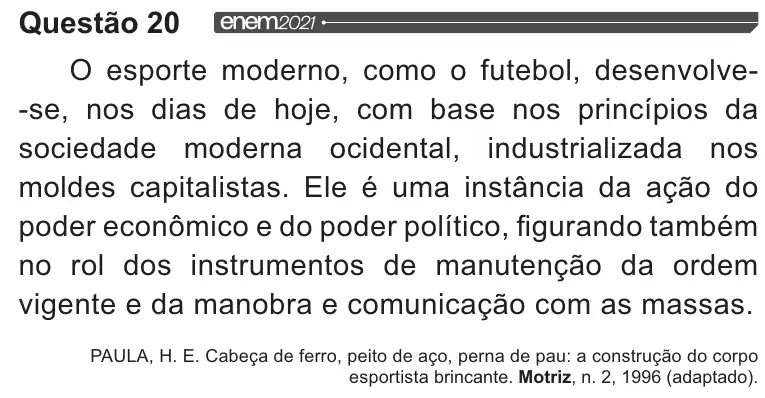 Questão 20 enem2021
O esporte moderno, como o futebol, desenvolve-
-se, nos dias de hoje, com base nos princípios da
sociedade moderna ocidental, industrializada nos
moldes capitalistas. Ele é uma instância da ação do
poder econômico e do poder político, figurando também
no rol dos instrumentos de manutenção da ordem
vigente e da manobra e comunicação com as massas.
PAULA, H. E. Cabeça de ferro, peito de aço, perna de pau: a construção do corpo
esportista brincante. Motriz, n. 2, 1996 (adaptado).